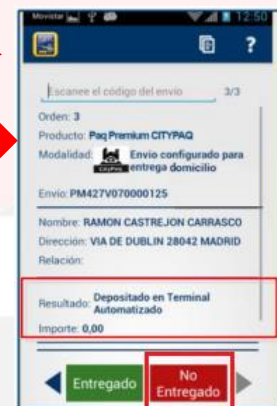 Movistar 12:50
?
Escanee el código del envío 3/3
Orden: 3
Producto: Paq Premium CITYPAQ
Modalidad: Envío configurado para
CityPaq entrega domicilio
Envío: PM427V070000125
Nombre: RAMON CASTREJON CARRASCO
Dirección: VIA DE DUBLIN 28042 MADRID
Relación:
Resultado: Depositado en Terminal
Automatizado
Importe: 0,00
Entregado
No
Entregado